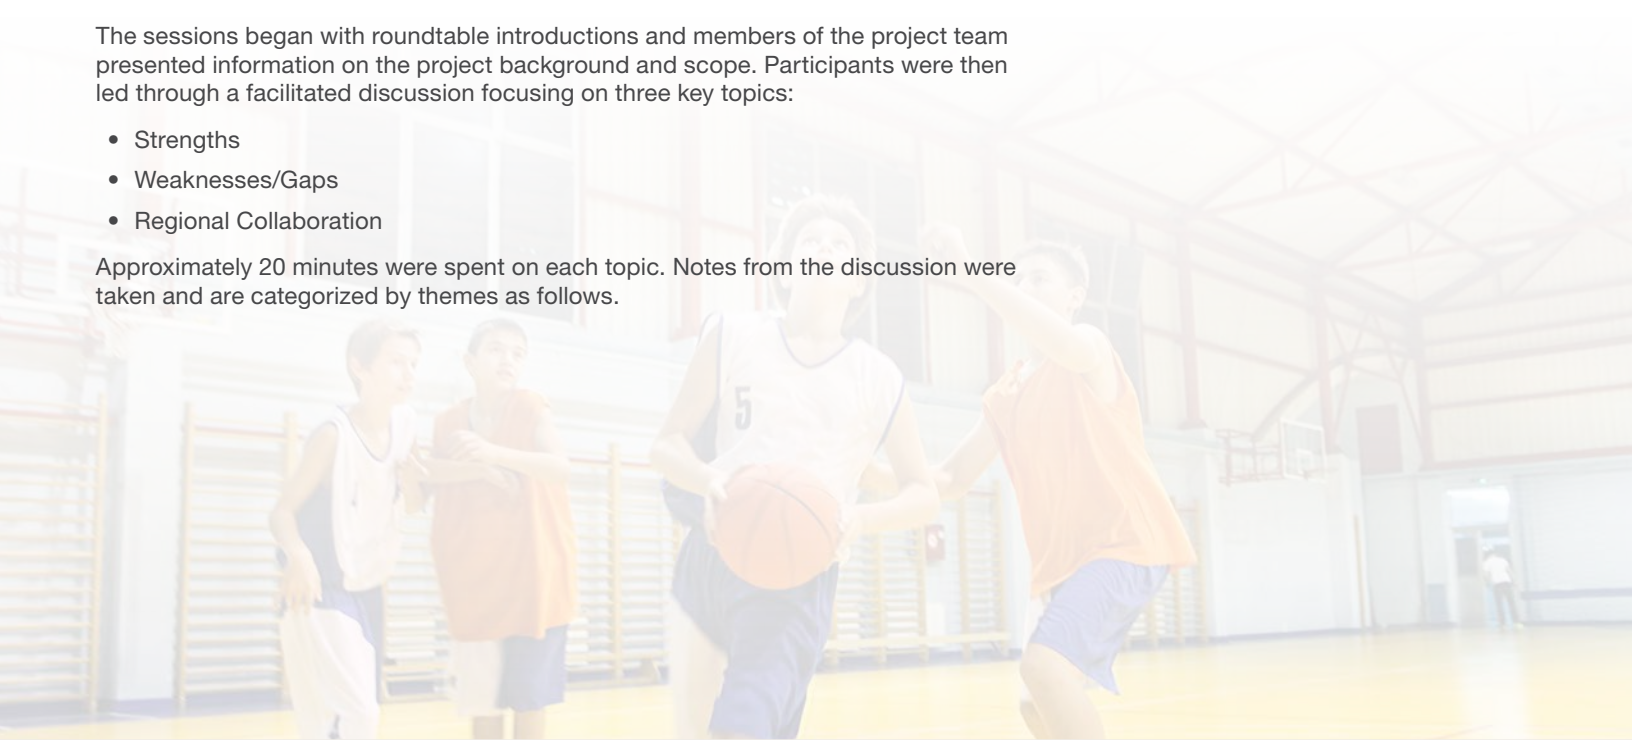 The sessions began with roundtable introductions and members of the project team
presented information on the project background and scope. Participants were then
led through a facilitated discussion focusing on three key topics:
• Strengths
• Weaknesses/Gaps
• Regional Collaboration
Approximately 20 minutes were spent on each topic. Notes from the discussion were
taken and are categorized by themes as follows.
5